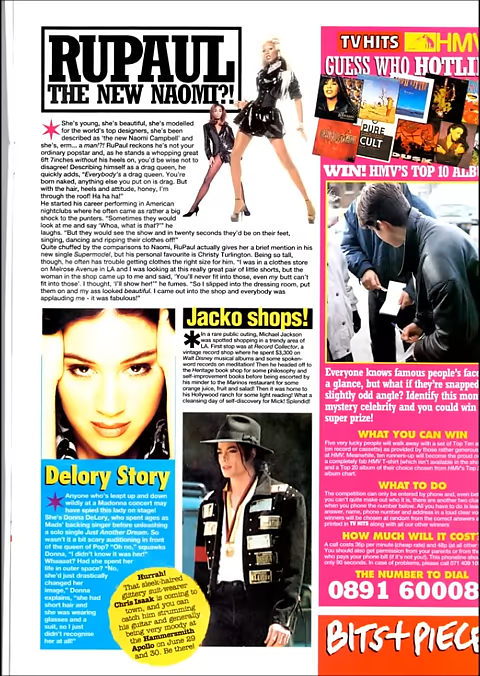 RUPAUL
THE NEW NAOMI?!
She's young, she's beautiful, she's modelled
for the world's top designers, she's been
described as 'the new Naomi Campbell' and
she's, erm... a man!?! RuPaul reckons he's not your
ordinary popstar and, as he stands a whopping great
6ft 7inches without his heels on, you'd be wise not to
disagree! Describing himself as a drag queen, he
quickly adds, "Everybody's a drag queen. You're
born naked, anything else you put on is drag. But
with the hair, heels and attitude, honey, I'm
through the roof! Ha ha ha!"
He started his career performing in American
nightclubs where he often came as rather a big
shock to the punters. "Sometimes they would
look at me and say 'Whoa, what is that?'" he
laughs. "But they would see the show and in twenty seconds they'd be on their feet,
singing, dancing and ripping their clothes off!"
Quite chuffed by the comparisons to Naomi, RuPaul actually gives her a brief mention in his
new single Supermodel, but his personal favourite is Christy Turlington. Being so tall,
though, he often has trouble getting clothes the right size for him. "I was in a clothes store
on Melrose Avenue in LA and I was looking at this really great pair of little shorts, but the
woman in the shop came up to me and said, 'You'll never fit into those, even my butt can't
fit into those'. I thought, 'I'll show her!'" he fumes. "So I slipped into the dressing room, put
them on and my ass looked beautiful. I came out into the shop and everybody was
applauding me - it was fabulous!"
Jacko shops!
In a rare public outing, Michael Jackson
was spotted shopping in a trendy area of
LA. First stop was at Record Collector, a
vintage record shop where he spent $3,300 on
Walt Disney musical albums and some spoken-
word records on meditation! Then he headed off to
the Heritage book shop for some philosophy and
self-improvement books before being escorted by
his minder to the Marinos restaurant for some
orange juice, fruit and salad! Then it was home to
his Hollywood ranch for some light reading! What a
cleansing day of self-discovery for Mick! Splendid!
Delory Story
Anyone who's leapt up and down
wildly at a Madonna concert may
have spied this lady on stage!
She's Donna DeLory, who spent ages as
Mads' backing singer before unleashing
a solo single Just Another Dream. So
wasn't it a bit scary auditioning in front
of the queen of Pop? "Oh no," squawks
Donna, "I didn't know it was her!"
Whaaaat? Had she spent her
life in outer space? "No,
she'd just drastically
changed her
image," Donna
explains, "she had
short hair and
she was wearing
glasses and a
suit, so I just
didn't recognise
her at all!"
Hurrah!
That sleek-haired
glittery suit-wearer
Chris Isaak is coming to
town, and you can
catch him strumming
his guitar and generally
being very moody at
the Hammersmith
Apollo on June 29
and 30. Be there!
TV HITS HMV
GUESS WHO HOTLI
PURE
CULT
WIN! HMV'S TOP 10 ALB
Everyone knows famous people's face
a glance, but what if they're snapped
slightly odd angle? Identify this mon
mystery celebrity and you could win
super prize!
WHAT YOU CAN WIN
WHAT TO DO
HOW MUCH WILL IT COST
THE NUMBER TO DIAL
0891 60008
BITS + PIECE